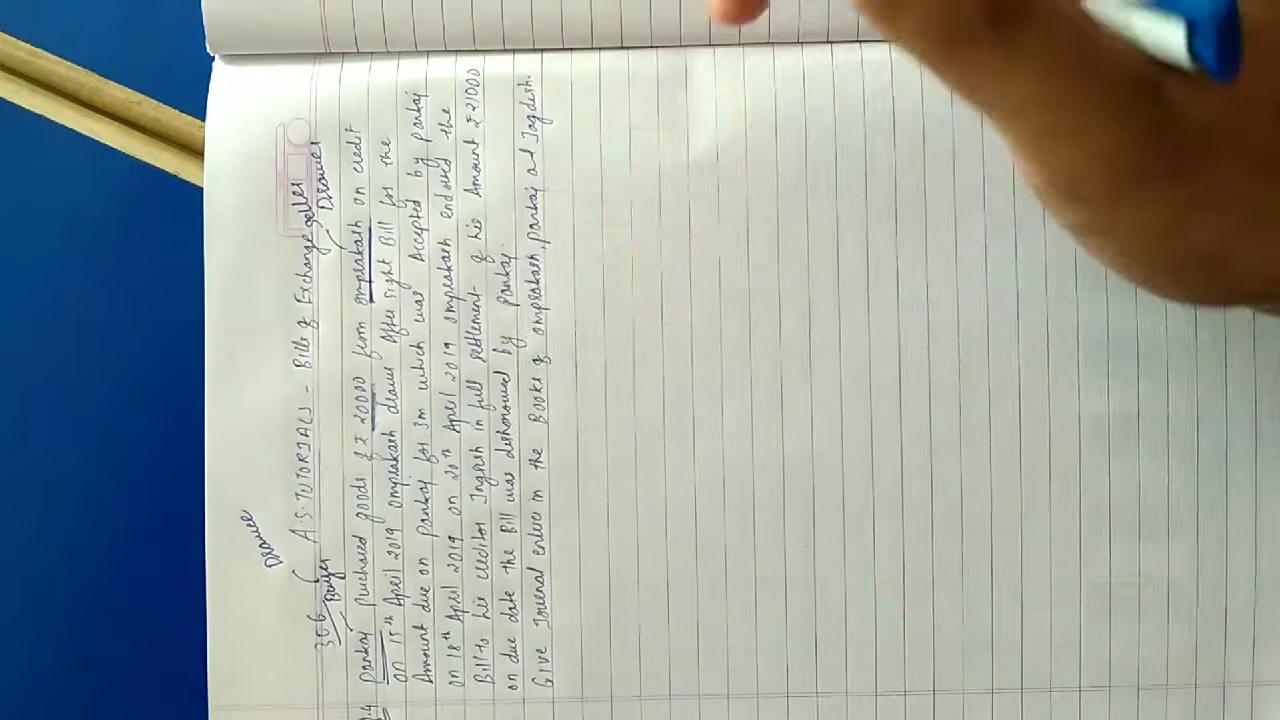 Drawee
306 A.S. TUTORIALS - Bills of Exchange seller
Buyer Drawer
Q.4 Pankaj purchased goods of ₹ 20000 from omprakash on credit
on 15th April 2019 omprakash draws After sight Bill for the
Amount due on Pankaj for 3m which was Accepted by pankaj
on 18th April 2019 on 20th April 2019 omprakash endorsed the
Bill to his creditor Jagdish in full settlement of his Amount ₹ 21000
on due date the Bill was dishonoured by pankaj.
Give Journal entries in the Books of omprakash, pankaj and Jagdesh.